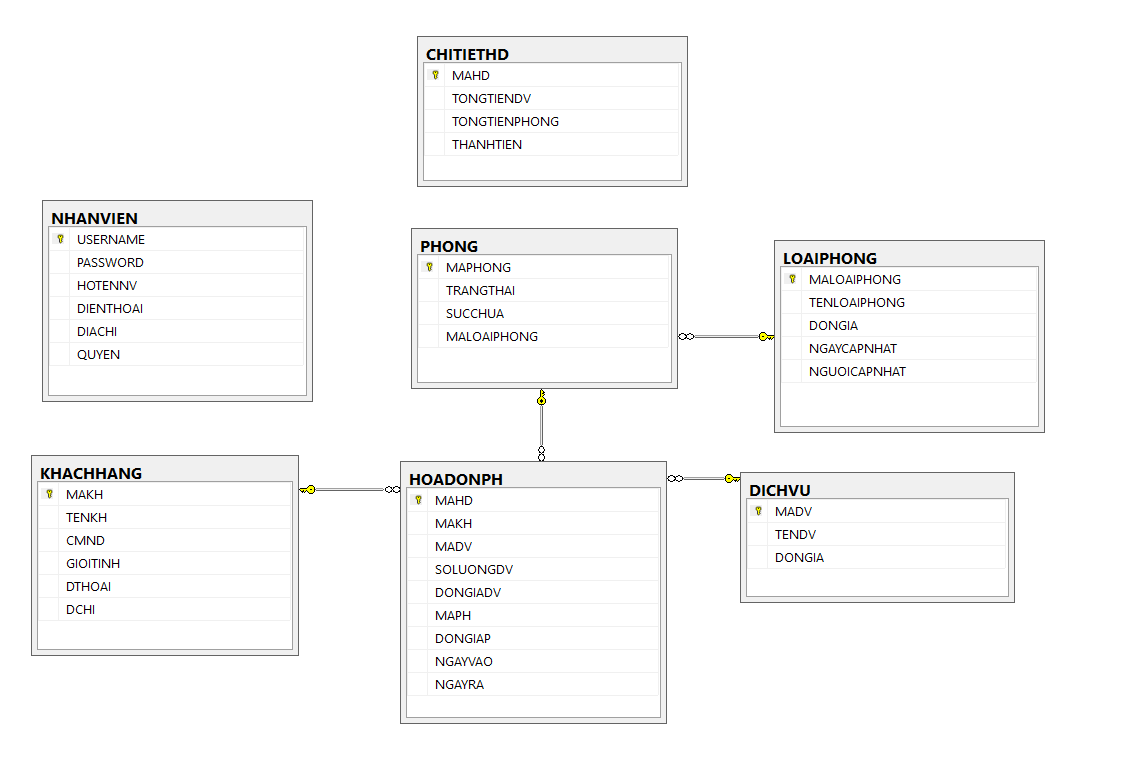 CHITIETHD
MAHD
TONGTIENDV
TONGTIENPHONG
THANHTIEN
NHANVIEN
USERNAME
PASSWORD
HOTENNV
DIENTHOAI
DIACHI
QUYEN
PHONG
MAPHONG
TRANGTHAI
SUCCHUA
MALOAIPHONG
LOAIPHONG
MALOAIPHONG
TENLOAIPHONG
DONGIA
NGAYCAPNHAT
NGUOICAPNHAT
KHACHHANG
MAKH
TENKH
CMND
GIOITINH
DTHOAI
DCHI
HOADONPH
MAHD
MAKH
MADV
SOLUONGDV
DONGIADV
MAPH
DONGIAP
NGAYVAO
NGAYRA
DICHVU
MADV
TENDV
DONGIA